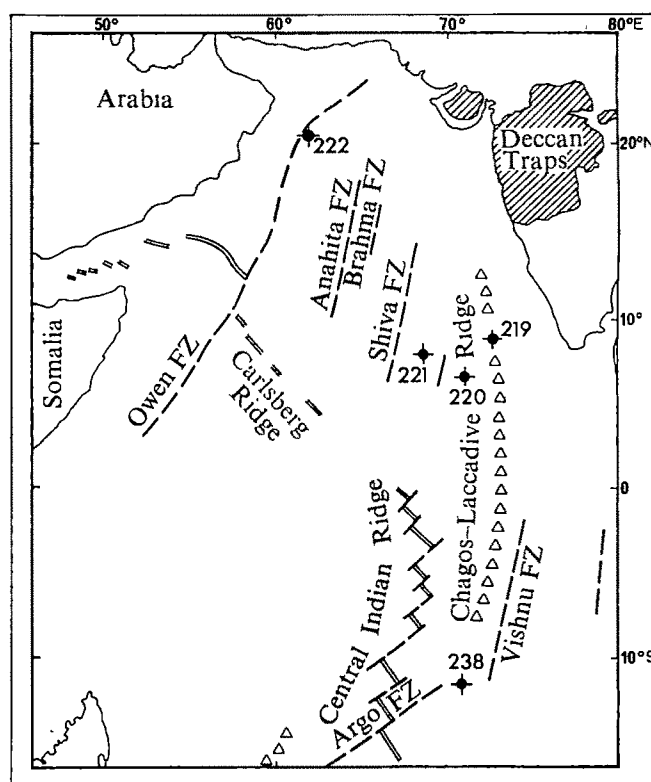 50°
60°
70°
80°E
Arabia
222
Deccan
Traps
20°N
Anahita FZ
Brahma FZ
Shiva FZ
219
10°
Somalia
Owen FZ
Carlsberg
Ridge
221
220
Chagos–Laccadive Ridge
0
Central Indian Ridge
Vishnu FZ
238
10°S
Argo FZ